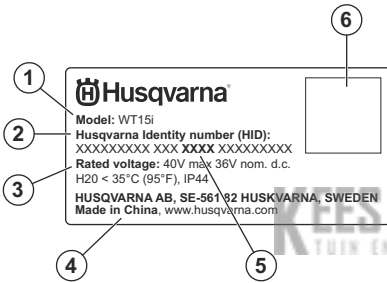 6
1
Husqvarna
Model: WT15i
2
Husqvarna Identity number (HID):
XXXXXXXXX XXX XXXX XXXXXXXXX
Rated voltage: 40V max 36V nom. d.c.
3
H20 < 35°C (95°F), IP44
HUSQVARNA AB, SE-561 82 HUSKVARNA, SWEDEN
Made in China, www.husqvarna.com
KEES
TUIN E
4
5